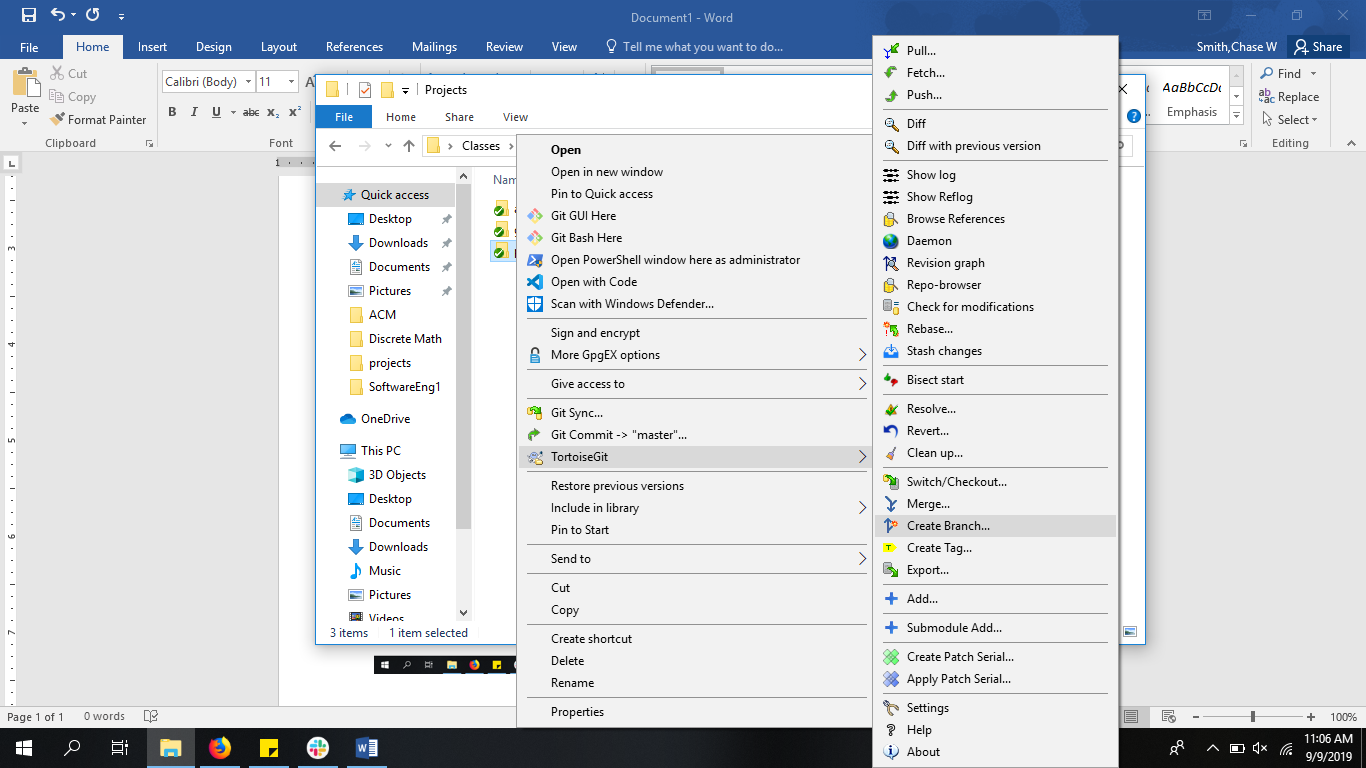 Document1 - Word
File
Home
Insert
Design
Layout
References
Mailings
Review
View
Tell me what you want to do...
Smith,Chase W
Share
Paste
Cut
Copy
Format Painter
Clipboard
Calibri (Body)
11
B I U abc x₂ x²
Font
AaBbCcDc
Emphasis
Find
Replace
Select
Editing
Projects
File
Home
Share
View
Classes
Quick access
Desktop
Downloads
Documents
Pictures
ACM
Discrete Math
projects
SoftwareEng1
OneDrive
This PC
3D Objects
Desktop
Documents
Downloads
Music
Pictures
Videos
3 items
1 item selected
Open
Open in new window
Pin to Quick access
Git GUI Here
Git Bash Here
Open PowerShell window here as administrator
Open with Code
Scan with Windows Defender...
Sign and encrypt
More GpgEX options
Give access to
Git Sync...
Git Commit -> "master"...
TortoiseGit
Restore previous versions
Include in library
Pin to Start
Send to
Cut
Copy
Create shortcut
Delete
Rename
Properties
Pull...
Fetch...
Push...
Diff
Diff with previous version
Show log
Show Reflog
Browse References
Daemon
Revision graph
Repo-browser
Check for modifications
Rebase...
Stash changes
Bisect start
Resolve...
Revert...
Clean up...
Switch/Checkout...
Merge...
Create Branch...
Create Tag...
Export...
Add...
Submodule Add...
Create Patch Serial...
Apply Patch Serial...
Settings
Help
About
1
3
4
5
6
7
Page 1 of 1
0 words
100%
11:06 AM
9/9/2019